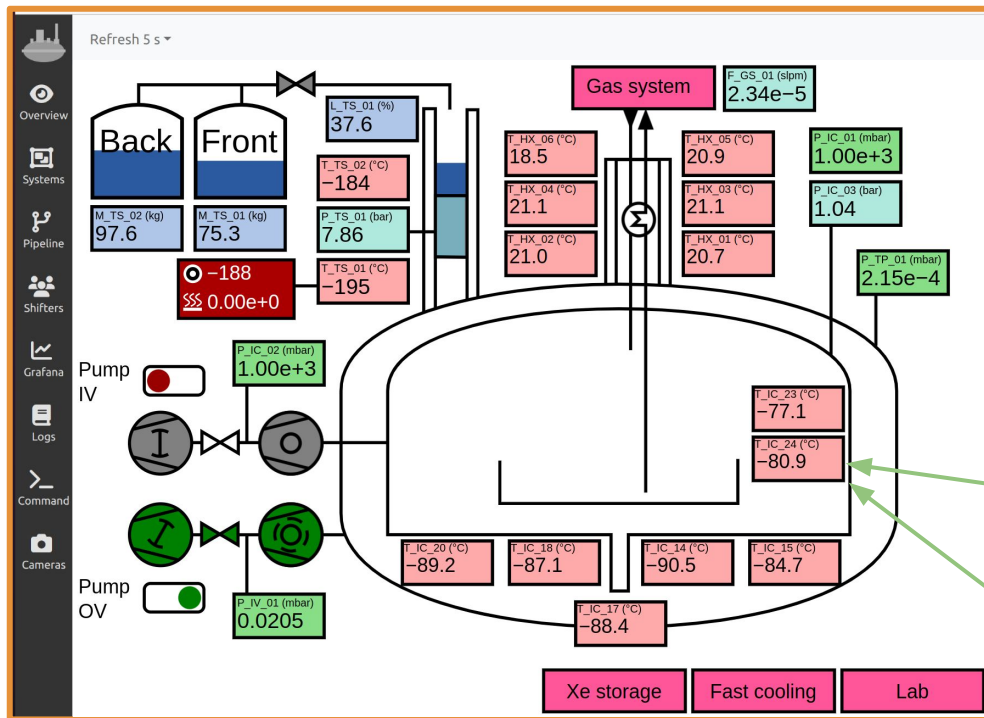 Refresh 5 s
Overview
Systems
Pipeline
Shifters
Grafana
Logs
Command
Cameras
Back
Front
M_TS_02 (kg)
97.6
M_TS_01 (kg)
75.3
L_TS_01 (%)
37.6
T_TS_02 (°C)
−184
P_TS_01 (bar)
7.86
T_TS_01 (°C)
−195
−188
0.00e+0
Gas system
F_GS_01 (slpm)
2.34e−5
T_HX_06 (°C)
18.5
T_HX_05 (°C)
20.9
T_HX_04 (°C)
21.1
T_HX_03 (°C)
21.1
T_HX_02 (°C)
21.0
T_HX_01 (°C)
20.7
P_IC_01 (mbar)
1.00e+3
P_IC_03 (bar)
1.04
P_TP_01 (mbar)
2.15e−4
P_IC_02 (mbar)
1.00e+3
Pump
IV
Pump
OV
P_IV_01 (mbar)
0.0205
T_IC_23 (°C)
−77.1
T_IC_24 (°C)
−80.9
T_IC_20 (°C)
−89.2
T_IC_18 (°C)
−87.1
T_IC_14 (°C)
−90.5
T_IC_15 (°C)
−84.7
T_IC_17 (°C)
−88.4
Xe storage
Fast cooling
Lab